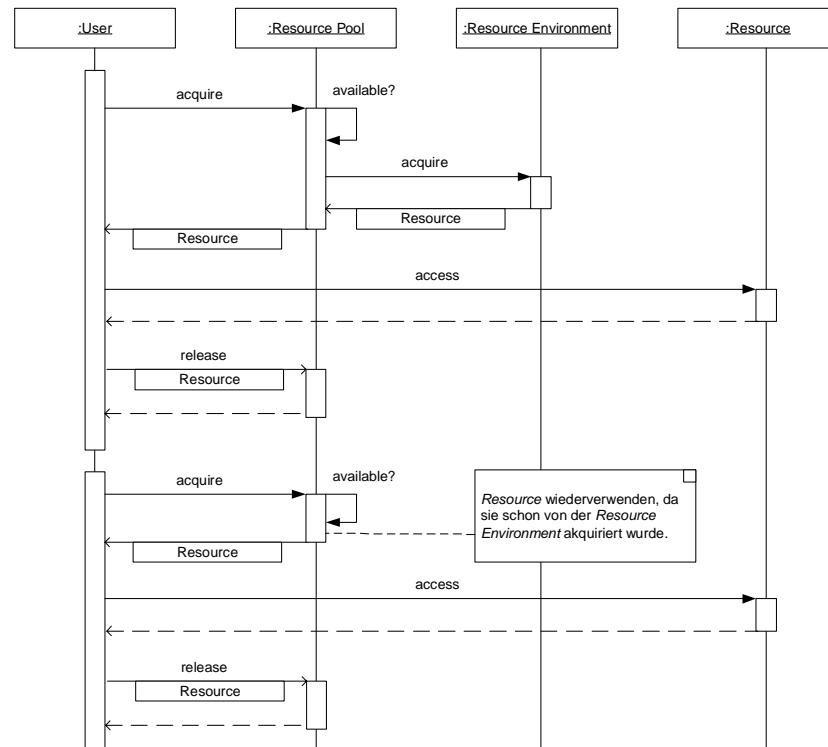 :User
:Resource Pool
:Resource Environment
:Resource
acquire
available?
acquire
Resource
Resource
access
release
Resource
acquire
available?
Resource wiederverwenden, da
sie schon von der Resource
Environment akquiriert wurde.
Resource
access
release
Resource